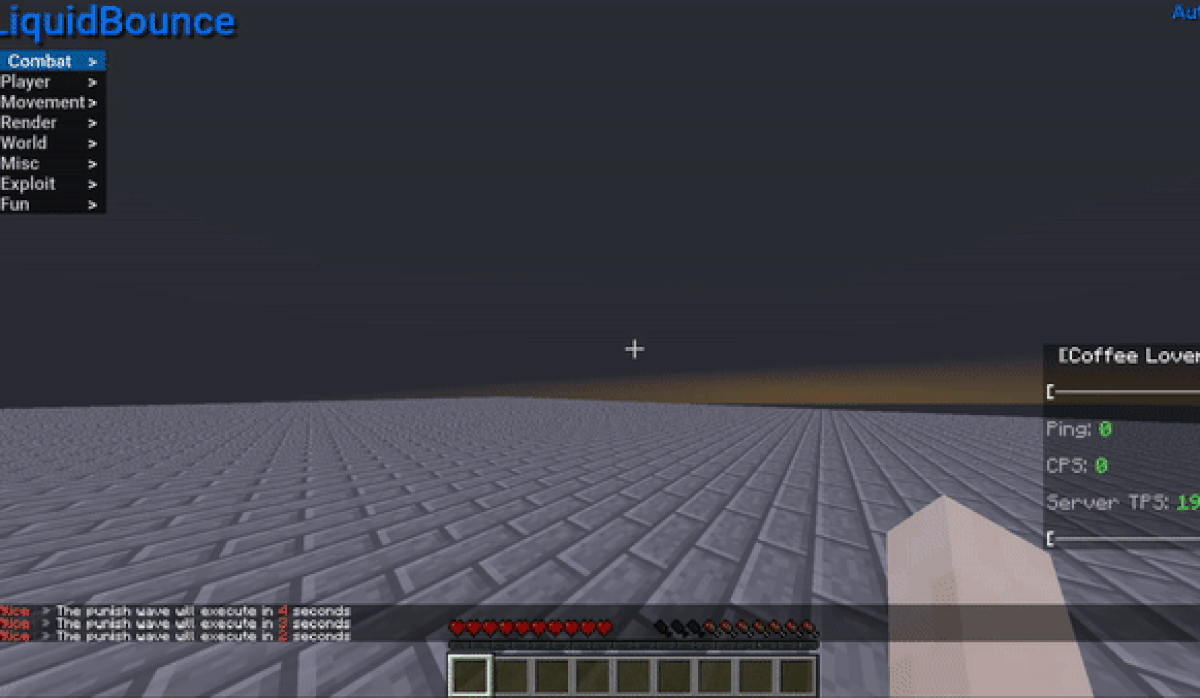 LiquidBounce
Combat >
Player >
Movement >
Render >
World >
Misc >
Exploit >
Fun >
[Coffee Lover
[
Ping: 0
CPS: 0
Server TPS: 19
[
> The punish wave will execute in 4 seconds
> The punish wave will execute in 3 seconds
> The punish wave will execute in 2 seconds